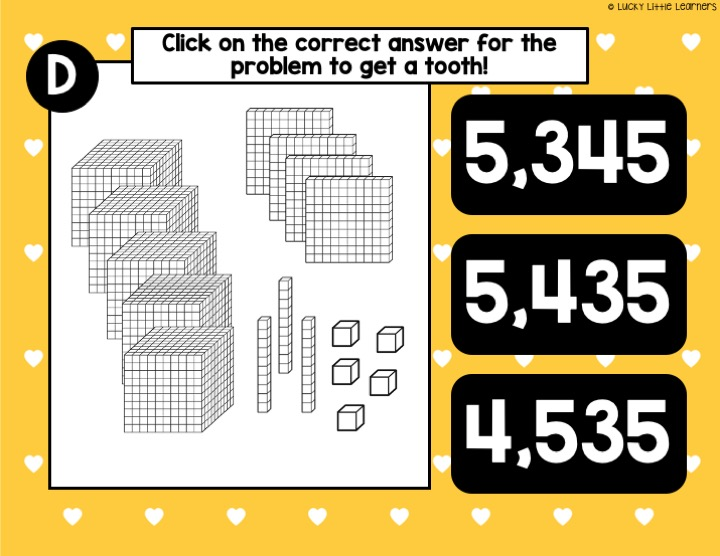 © Lucky Little Learners
Click on the correct answer for the
problem to get a tooth!
D
5,345
5,435
4,535